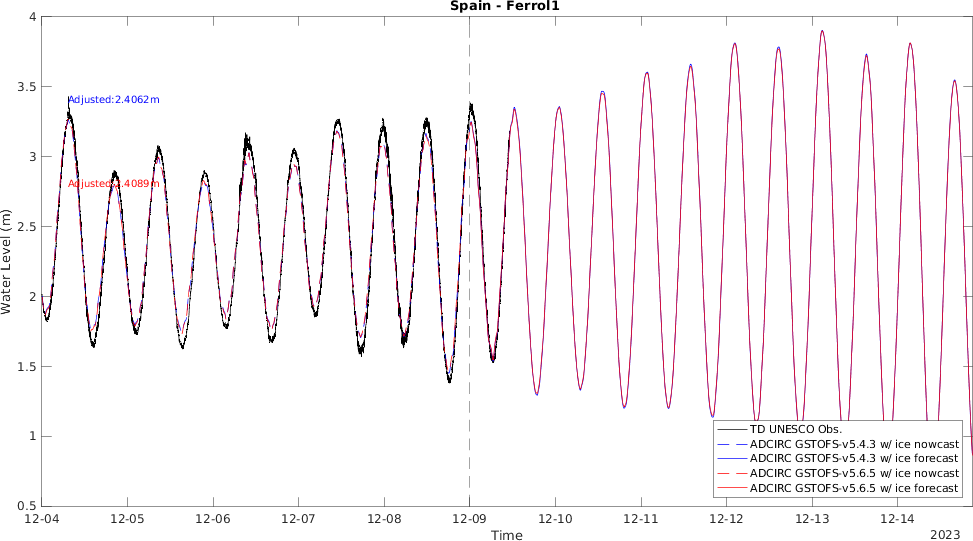 Spain - Ferrol1
4
3.5
3
2.5
2
1.5
1
0.5
Water Level (m)
Adjusted:2.4062m
Adjusted:2.4089m
TD UNESCO Obs.
ADCIRC GSTOFS-v5.4.3 w/ ice nowcast
ADCIRC GSTOFS-v5.4.3 w/ ice forecast
ADCIRC GSTOFS-v5.6.5 w/ ice nowcast
ADCIRC GSTOFS-v5.6.5 w/ ice forecast
12-04 12-05 12-06 12-07 12-08 12-09 12-10 12-11 12-12 12-13 12-14
Time
2023